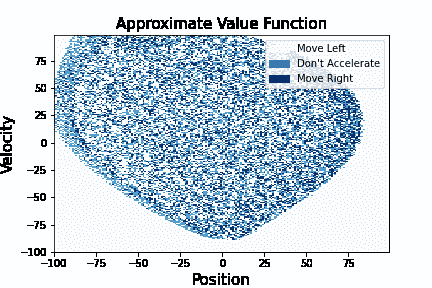 Approximate Value Function
Move Left
Don't Accelerate
Move Right
75
50
25
0
−25
−50
−75
−100
Velocity
−100 −75 −50 −25 0 25 50 75
Position